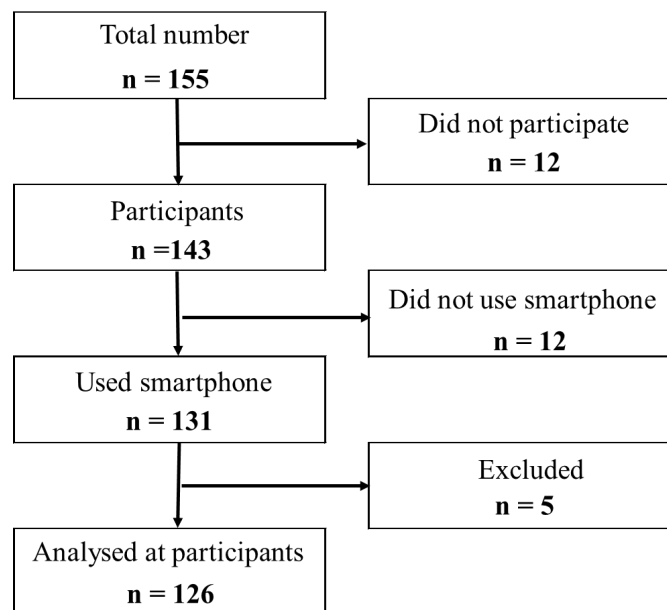 Total number
n = 155
Did not participate
n = 12
Participants
n =143
Did not use smartphone
n = 12
Used smartphone
n = 131
Excluded
n = 5
Analysed at participants
n = 126